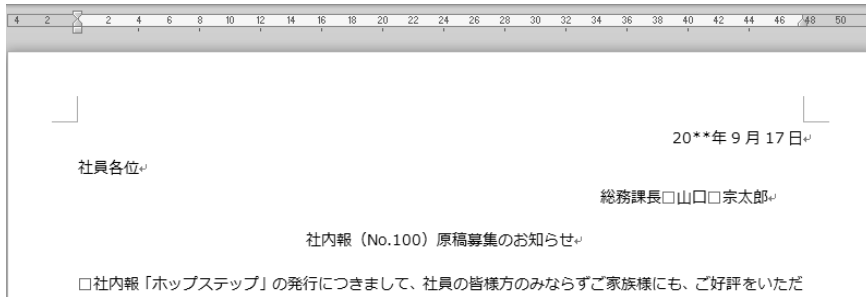 4 2 2 4 6 8 10 12 14 16 18 20 22 24 26 28 30 32 34 36 38 40 42 44 46 48 50
20**年 9 月 17 日↵
社員各位↵
総務課長□山口□宗太郎↵
社内報（No.100）原稿募集のお知らせ↵
□社内報「ホップステップ」の発行につきまして、社員の皆様方のみならずご家族様にも、ご好評をいただ